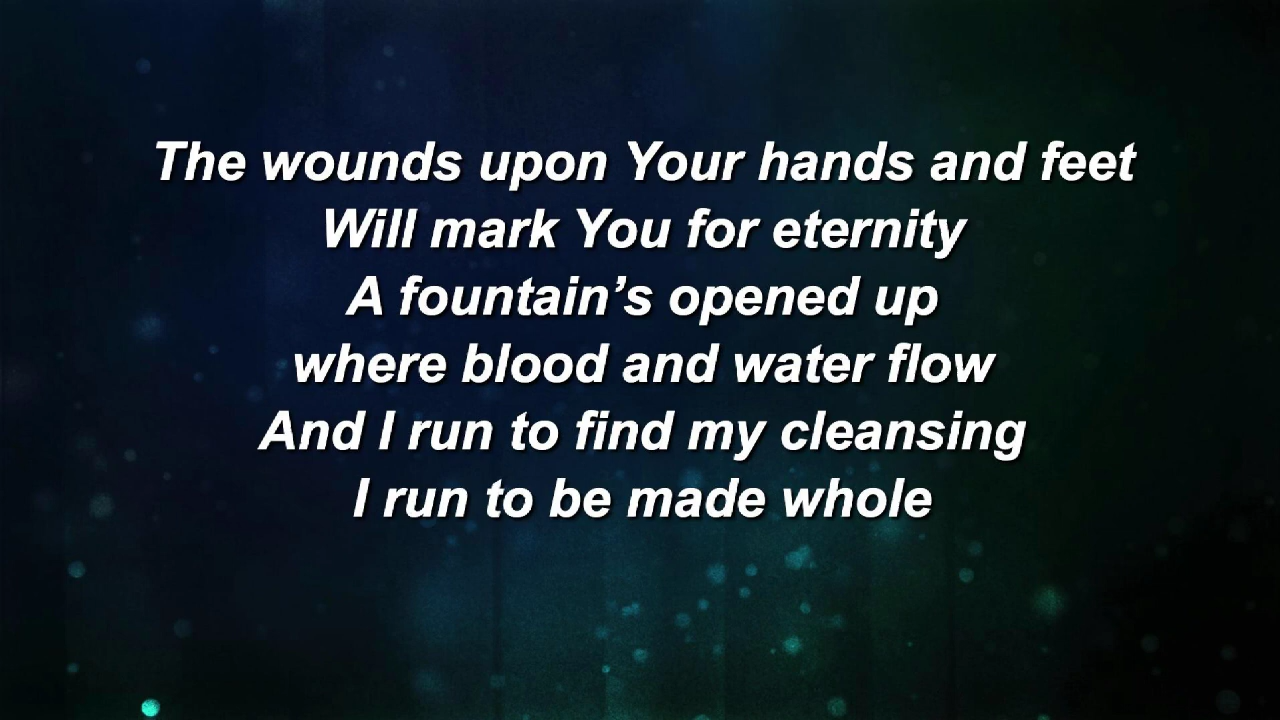 The wounds upon Your hands and feet
Will mark You for eternity
A fountain’s opened up
where blood and water flow
And I run to find my cleansing
I run to be made whole